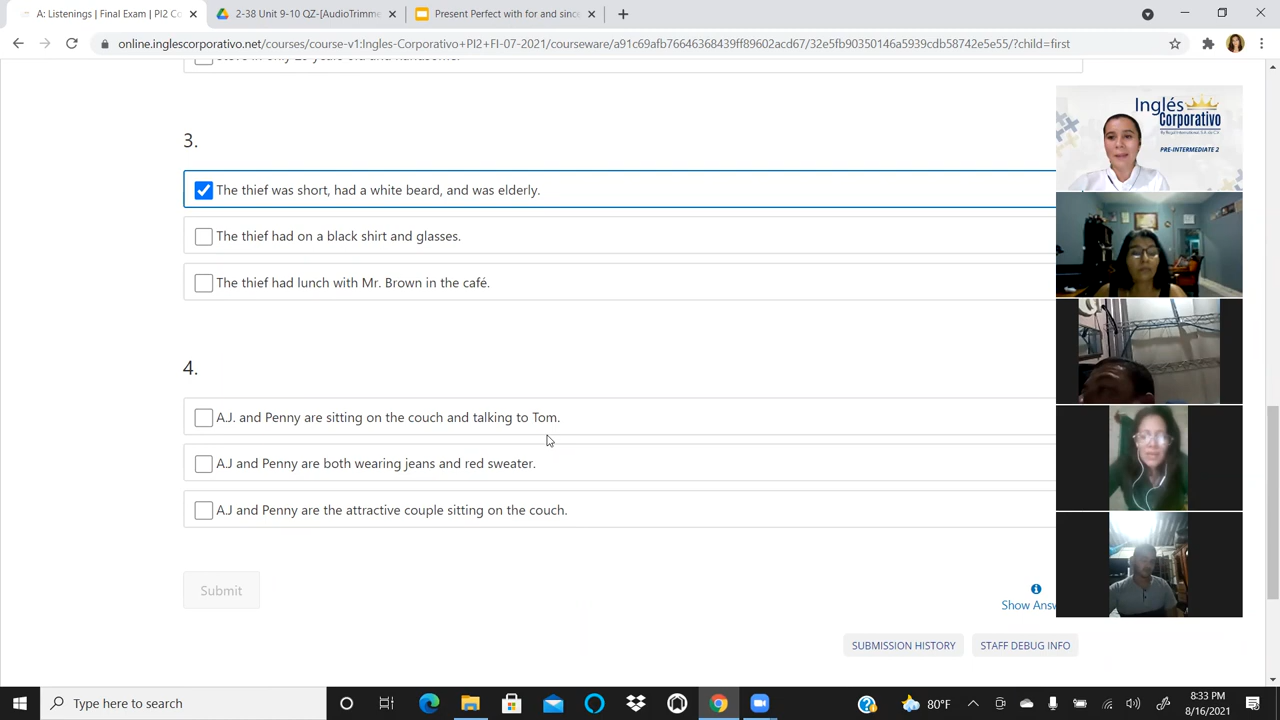 A: Listenings | Final Exam | PI2 Co
2-38 Unit 9-10 QZ-[AudioTrimme
Present Perfect with for and since
online.inglescorporativo.net/courses/course-v1:Ingles-Corporativo+PI2+FI-07-2021/courseware/a91c69afb76646368439ff89602acd67/32e5fb90350146a5939cdb58742e5e55/?child=first
3.
The thief was short, had a white beard, and was elderly.
The thief had on a black shirt and glasses.
The thief had lunch with Mr. Brown in the café.
4.
A.J. and Penny are sitting on the couch and talking to Tom.
A.J and Penny are both wearing jeans and red sweater.
A.J and Penny are the attractive couple sitting on the couch.
Submit
Show Answ
SUBMISSION HISTORY
STAFF DEBUG INFO
Inglés
Corporativo
By Royal International, S.A. de C.V.
PRE-INTERMEDIATE 2
Type here to search
80°F
8:33 PM
8/16/2021